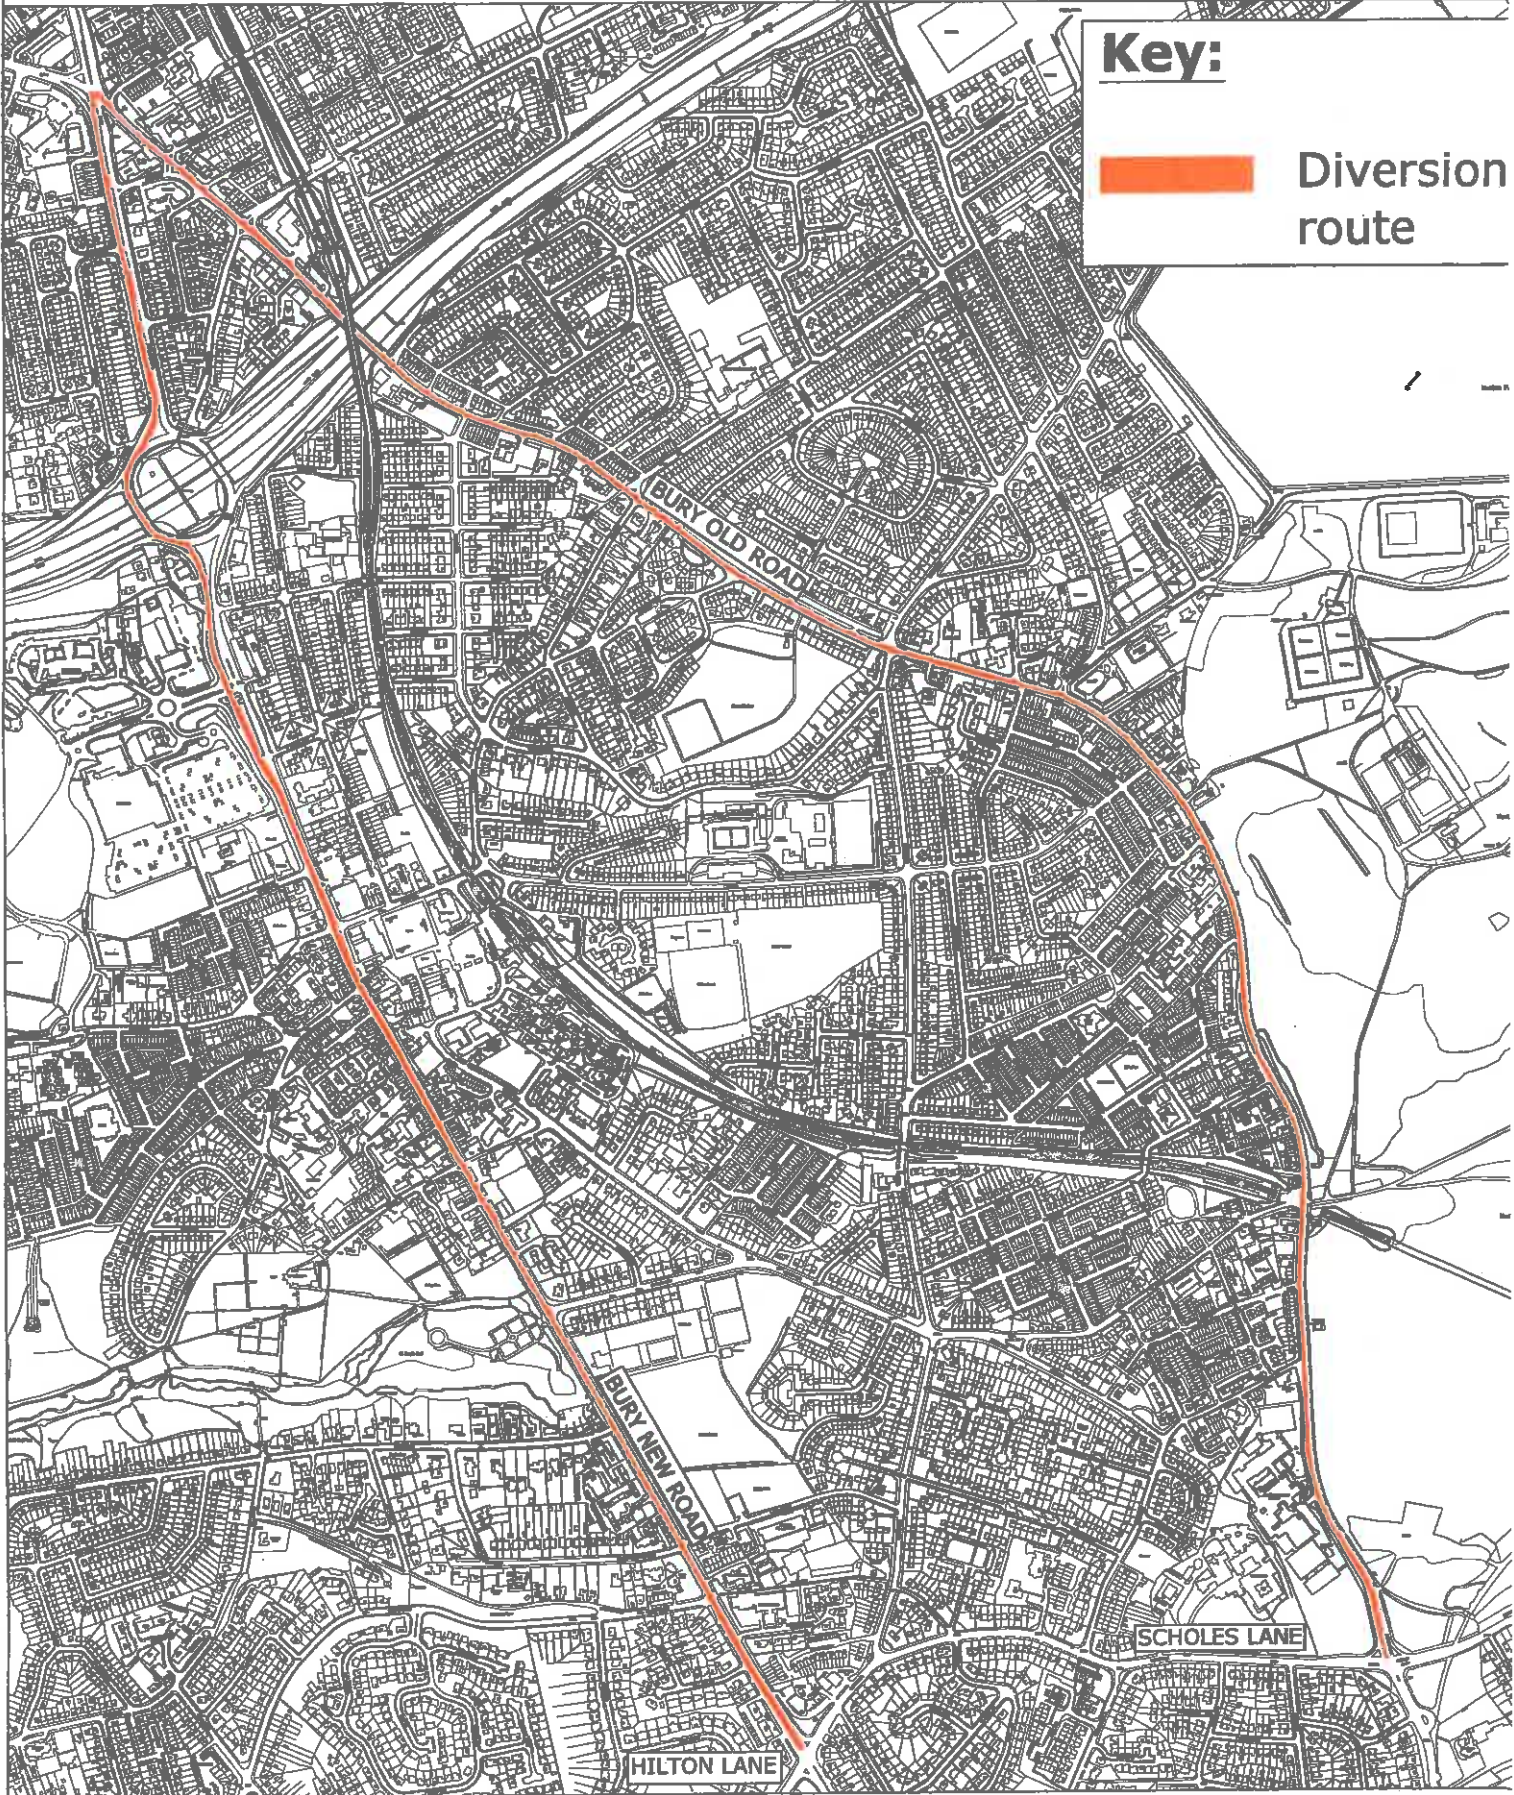 Key:
Diversion
route
BURY OLD ROAD
BURY NEW ROAD
SCHOLES LANE
HILTON LANE